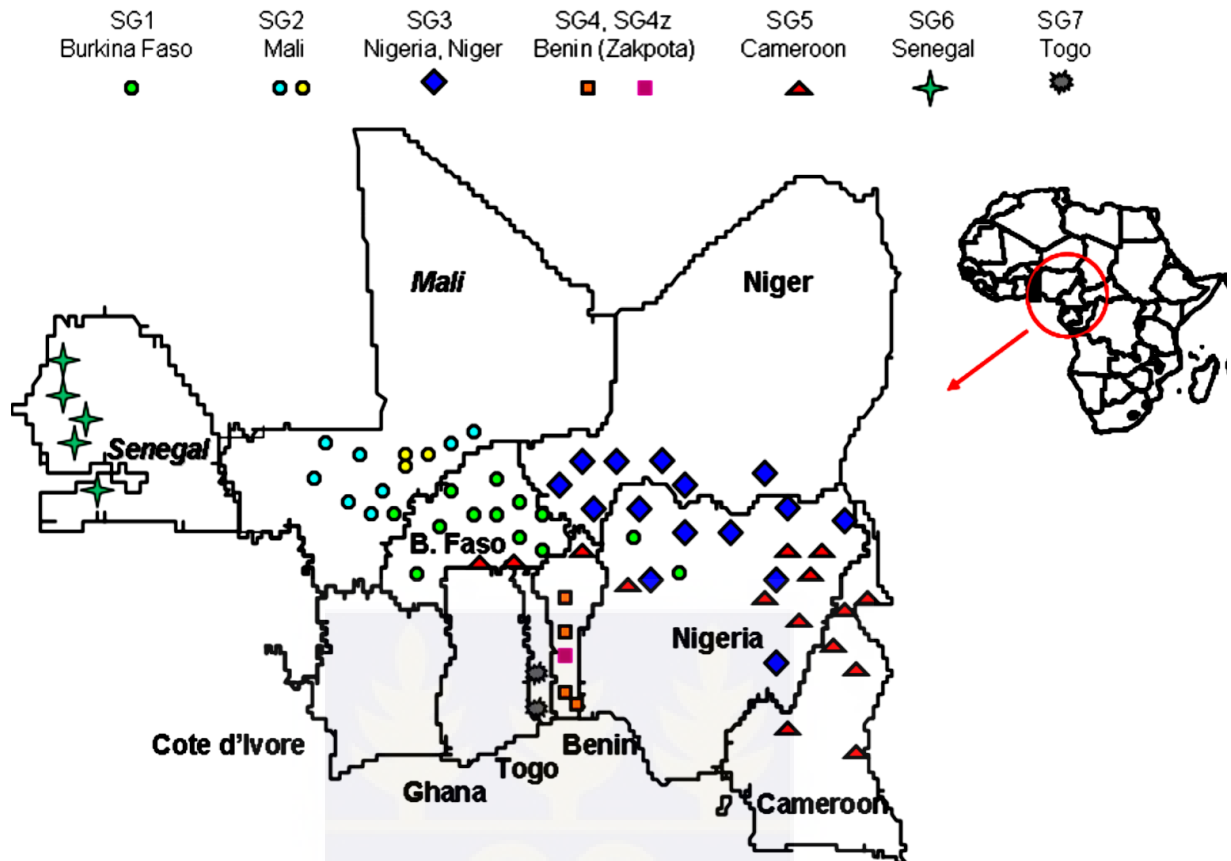 SG1
Burkina Faso
SG2
Mali
SG3
Nigeria, Niger
SG4, SG4z
Benin (Zakpota)
SG5
Cameroon
SG6
Senegal
SG7
Togo
Mali
Niger
Senegal
B. Faso
Nigeria
Cote d'Ivore
Benin
Togo
Ghana
Cameroon